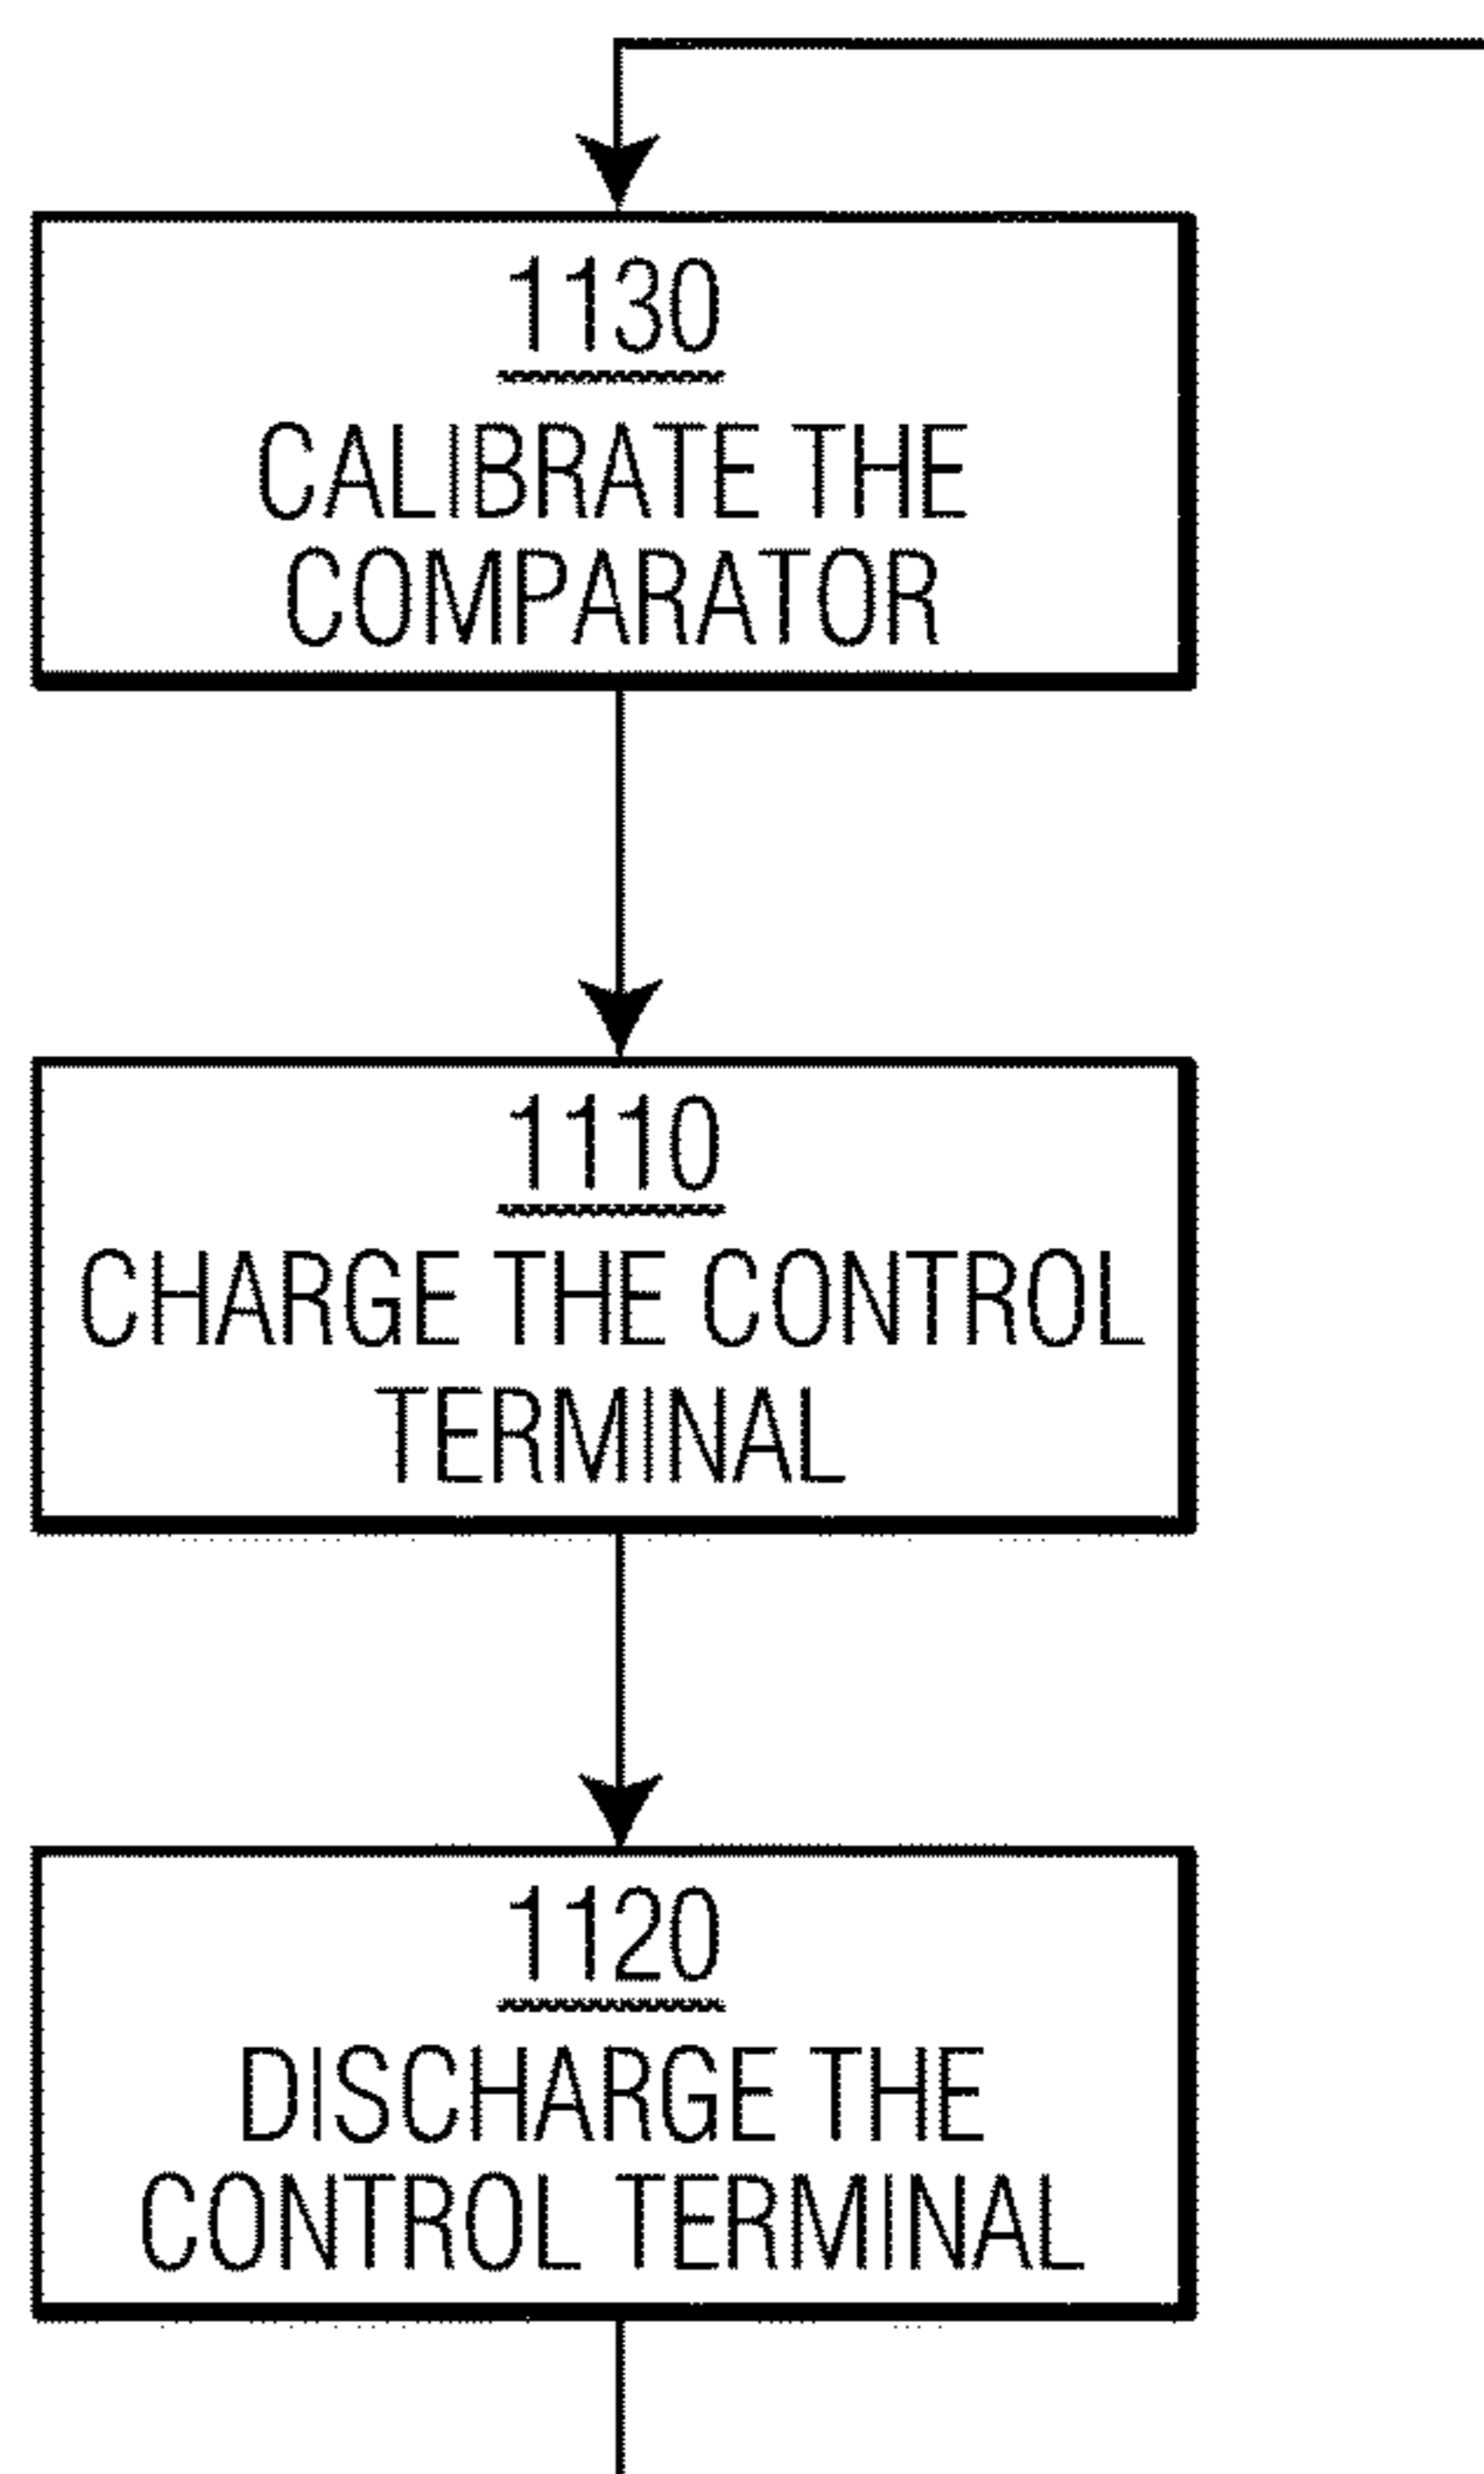 1130
CALIBRATE THE
COMPARATOR
1110
CHARGE THE CONTROL
TERMINAL
1120
DISCHARGE THE
CONTROL TERMINAL